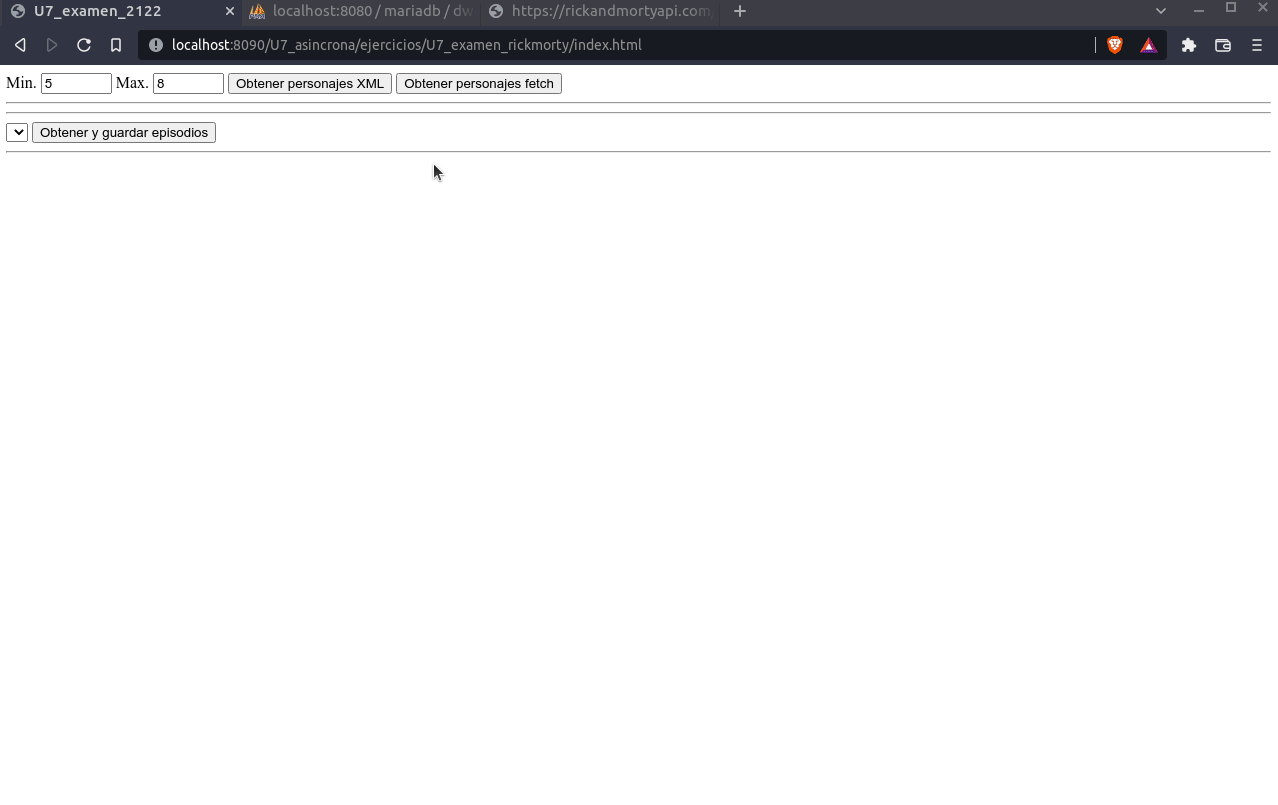 U7_examen_2122 localhost:8080 / mariadb / dw https://rickandmortyapi.com
localhost:8090/U7_asincrona/ejercicios/U7_examen_rickmorty/index.html
Min. 5 Max. 8 Obtener personajes XML Obtener personajes fetch
Obtener y guardar episodios